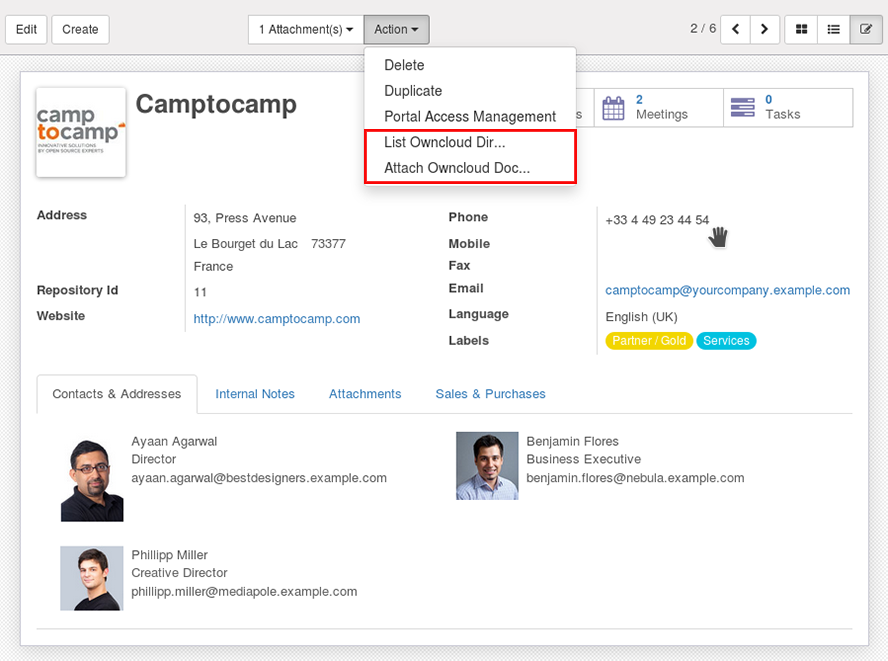 Edit Create 1 Attachment(s) Action 2 / 6
Delete
Duplicate
Portal Access Management
List Owncloud Dir...
Attach Owncloud Doc...
camp
tocamp
INNOVATIVE SOLUTIONS
BY OPEN SOURCE EXPERTS
Camptocamp
s
2
Meetings
0
Tasks
Address 93, Press Avenue
Le Bourget du Lac 73377
France
Repository Id 11
Website http://www.camptocamp.com
Phone +33 4 49 23 44 54
Mobile
Fax
Email camptocamp@yourcompany.example.com
Language English (UK)
Labels Partner / Gold Services
Contacts & Addresses Internal Notes Attachments Sales & Purchases
Ayaan Agarwal
Director
ayaan.agarwal@bestdesigners.example.com
Benjamin Flores
Business Executive
benjamin.flores@nebula.example.com
Phillipp Miller
Creative Director
phillipp.miller@mediapole.example.com